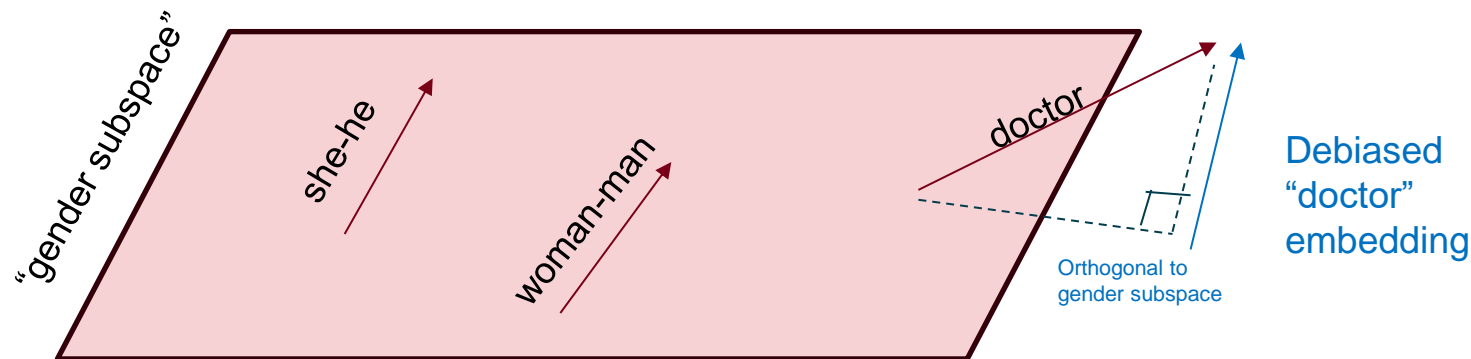 “gender subspace”
she-he
woman-man
doctor
Orthogonal to
gender subspace
Debiased
“doctor”
embedding